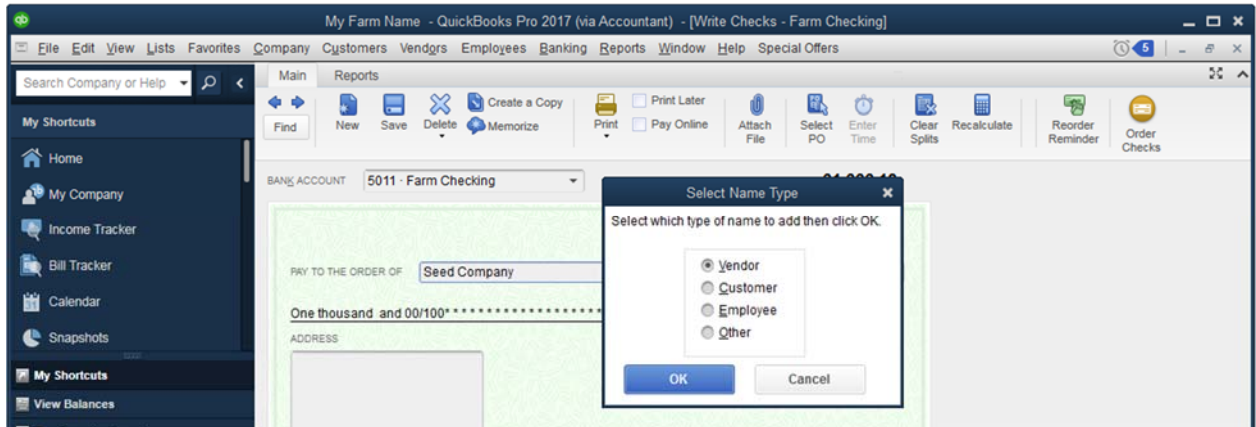 qb
My Farm Name - QuickBooks Pro 2017 (via Accountant) - [Write Checks - Farm Checking]
File Edit View Lists Favorites Company Customers Vendors Employees Banking Reports Window Help Special Offers 5
Search Company or Help
Main Reports
My Shortcuts
Home
My Company
Income Tracker
Bill Tracker
Calendar
31
Snapshots
My Shortcuts
View Balances
Find
New
Save
Delete
Create a Copy
Memorize
Print
Print Later
Pay Online
Attach File
Select PO
Enter Time
Clear Splits
Recalculate
Reorder Reminder
Order Checks
BANK ACCOUNT 5011 · Farm Checking
PAY TO THE ORDER OF Seed Company
One thousand and 00/100* * * * * * * * * * * * * * * * * * * *
ADDRESS
Select Name Type
Select which type of name to add then click OK.
Vendor
Customer
Employee
Other
OK Cancel